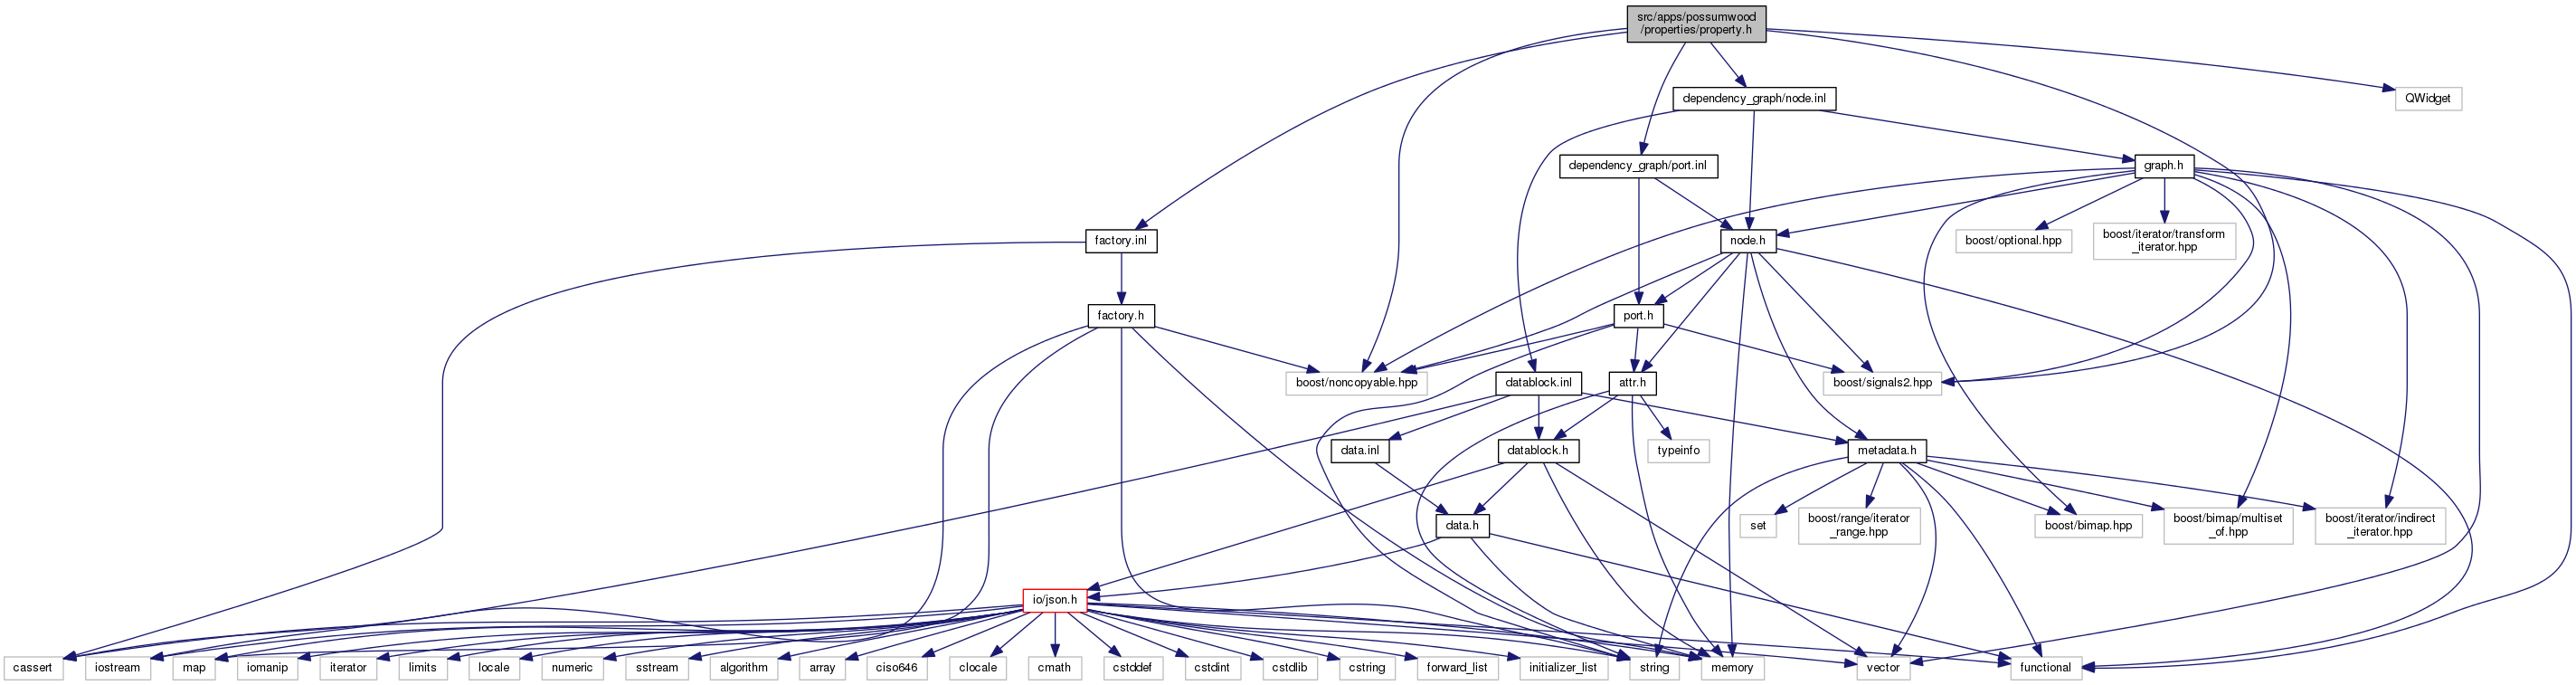 src/apps/possumwood
/properties/property.h
dependency_graph/node.inl
QWidget
dependency_graph/port.inl
graph.h
factory.inl
node.h
boost/optional.hpp
boost/iterator/transform
_iterator.hpp
factory.h
port.h
boost/noncopyable.hpp
datablock.inl
attr.h
boost/signals2.hpp
data.inl
datablock.h
typeinfo
metadata.h
data.h
set
boost/range/iterator
_range.hpp
boost/bimap.hpp
boost/bimap/multiset
_of.hpp
boost/iterator/indirect
_iterator.hpp
io/json.h
cassert
iostream
map
iomanip
iterator
limits
locale
numeric
sstream
algorithm
array
ciso646
clocale
cmath
cstddef
cstdint
cstdlib
cstring
forward_list
initializer_list
string
memory
vector
functional